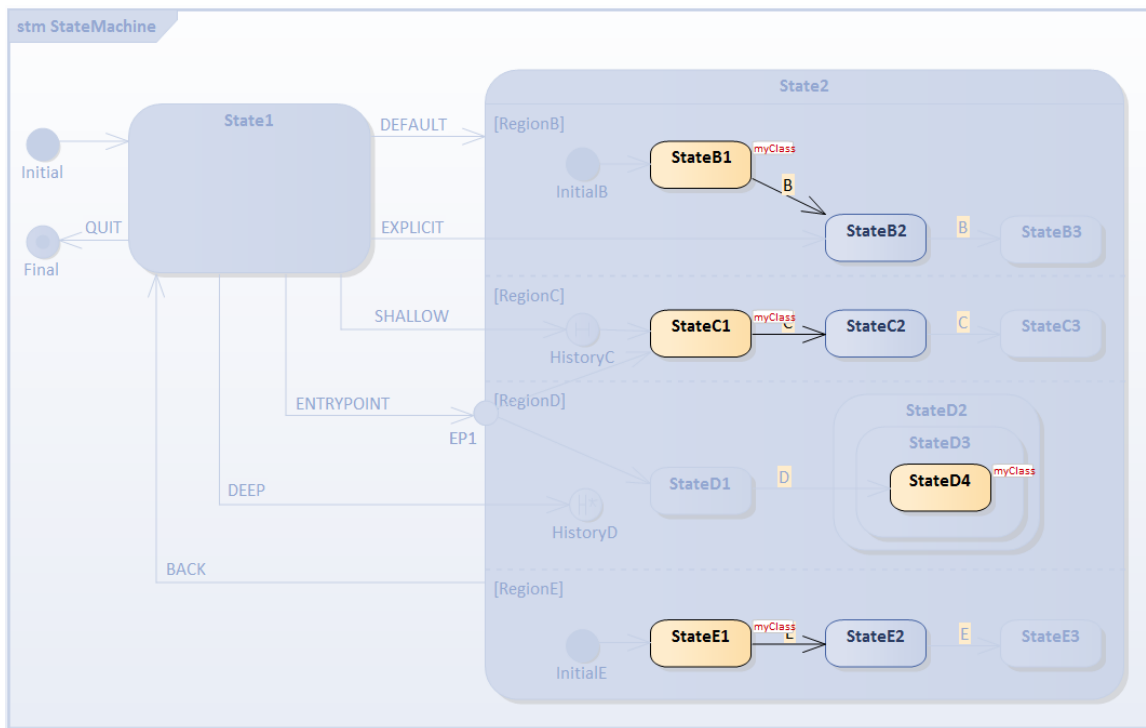 stm StateMachine
State2
State1
DEFAULT
[RegionB]
Initial
InitialB
StateB1
myClass
B
QUIT
EXPLICIT
StateB2
B
StateB3
Final
[RegionC]
SHALLOW
HistoryC
StateC1
myClass
C
StateC2
C
StateC3
ENTRYPOINT
EP1
[RegionD]
StateD2
StateD3
StateD1
D
StateD4
myClass
DEEP
H*
HistoryD
BACK
[RegionE]
InitialE
StateE1
myClass
E
StateE2
E
StateE3